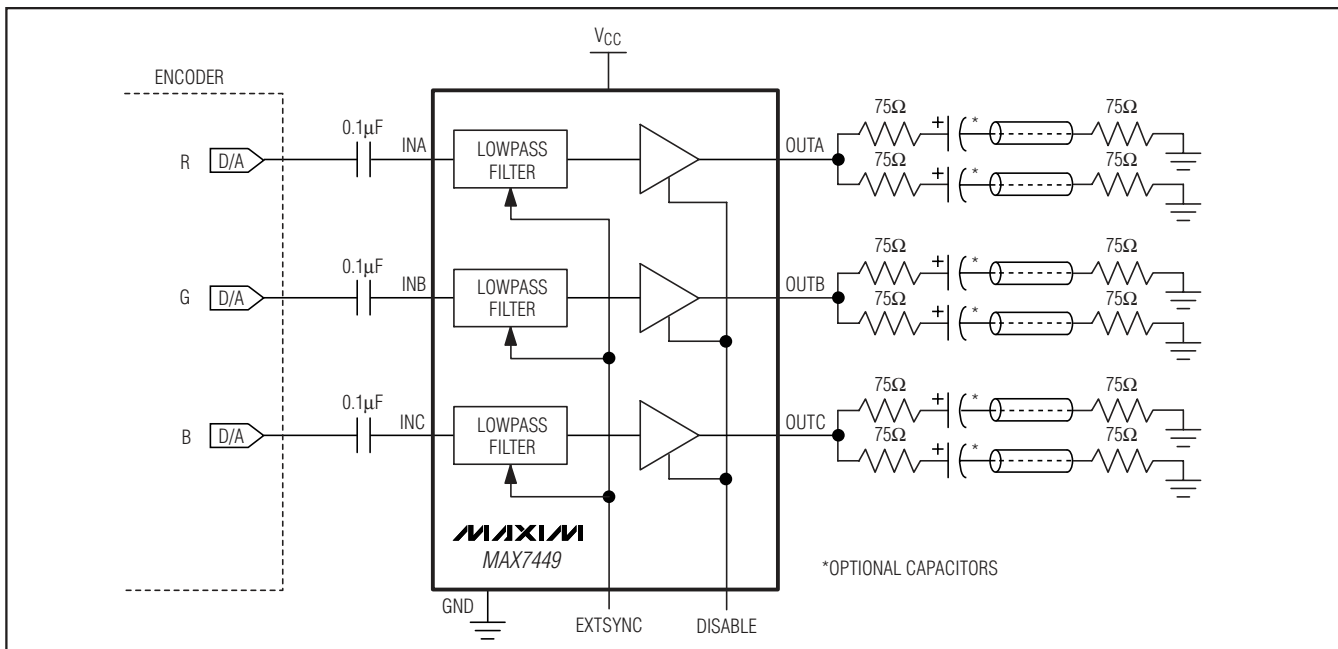 V_CC
ENCODER
R D/A 0.1μF INA LOWPASS FILTER OUTA
75Ω + * 75Ω
75Ω + * 75Ω
G D/A 0.1μF INB LOWPASS FILTER OUTB
75Ω + * 75Ω
75Ω + * 75Ω
B D/A 0.1μF INC LOWPASS FILTER OUTC
75Ω + * 75Ω
75Ω + * 75Ω
MAXIM
MAX7449
*OPTIONAL CAPACITORS
GND
EXTSYNC
DISABLE